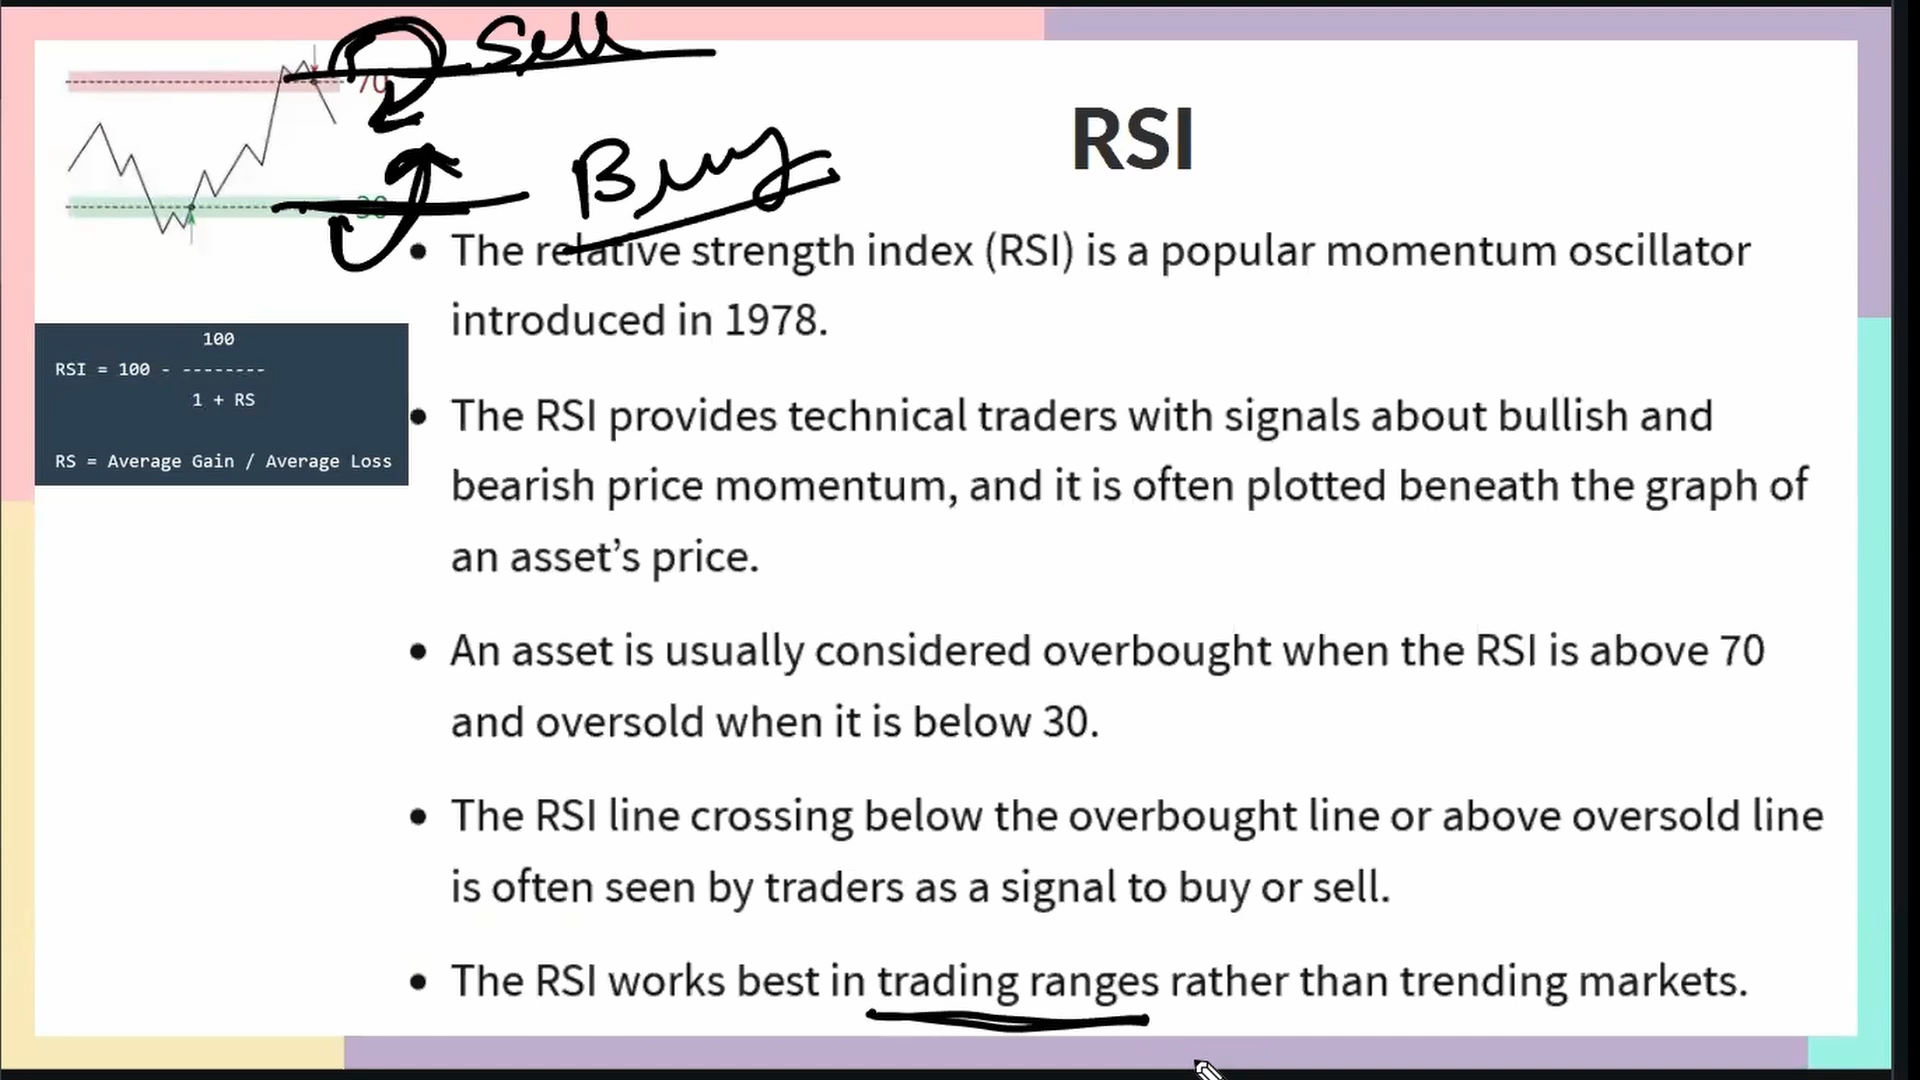 Sell
70
Buy
30
RSI
• The relative strength index (RSI) is a popular momentum oscillator
introduced in 1978.
100
RSI = 100 - --------
1 + RS
RS = Average Gain / Average Loss
• The RSI provides technical traders with signals about bullish and
bearish price momentum, and it is often plotted beneath the graph of
an asset’s price.
• An asset is usually considered overbought when the RSI is above 70
and oversold when it is below 30.
• The RSI line crossing below the overbought line or above oversold line
is often seen by traders as a signal to buy or sell.
• The RSI works best in trading ranges rather than trending markets.